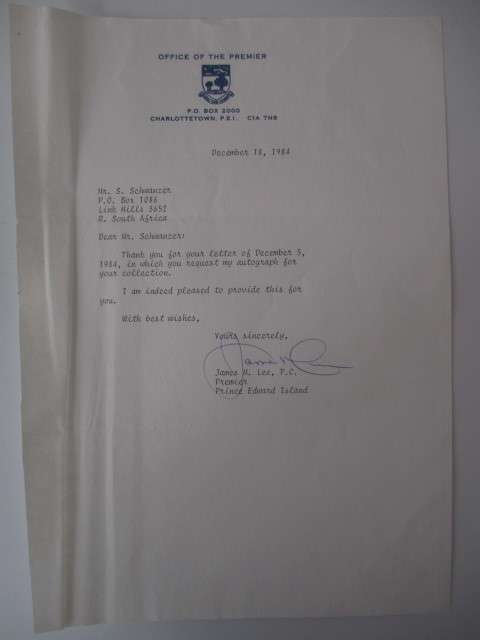 OFFICE OF THE PREMIER
P.O. BOX 2000
CHARLOTTETOWN, P.E.I. C1A 7N8
December 18, 1984
Mr. S. Schwanzer
P.O. Box 1086
Link Hills 3652
R. South Africa
Dear Mr. Schwanzer:
Thank you for your letter of December 5,
1984, in which you request my autograph for
your collection.
I am indeed pleased to provide this for
you.
With best wishes,
Yours sincerely,
James M. Lee, P.C.
Premier
Prince Edward Island